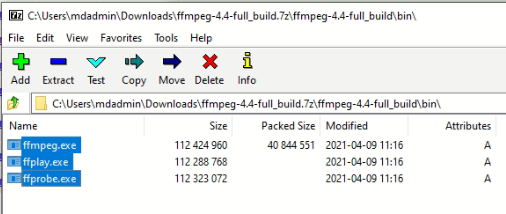 C:\Users\mdadmin\Downloads\ffmpeg-4.4-full_build.7z\ffmpeg-4.4-full_build\bin\
File Edit View Favorites Tools Help
Add Extract Test Copy Move Delete Info
C:\Users\mdadmin\Downloads\ffmpeg-4.4-full_build.7z\ffmpeg-4.4-full_build\bin\
Name Size Packed Size Modified Attributes
ffmpeg.exe 112 424 960 40 844 551 2021-04-09 11:16 A
ffplay.exe 112 288 768 2021-04-09 11:16 A
ffprobe.exe 112 323 072 2021-04-09 11:16 A